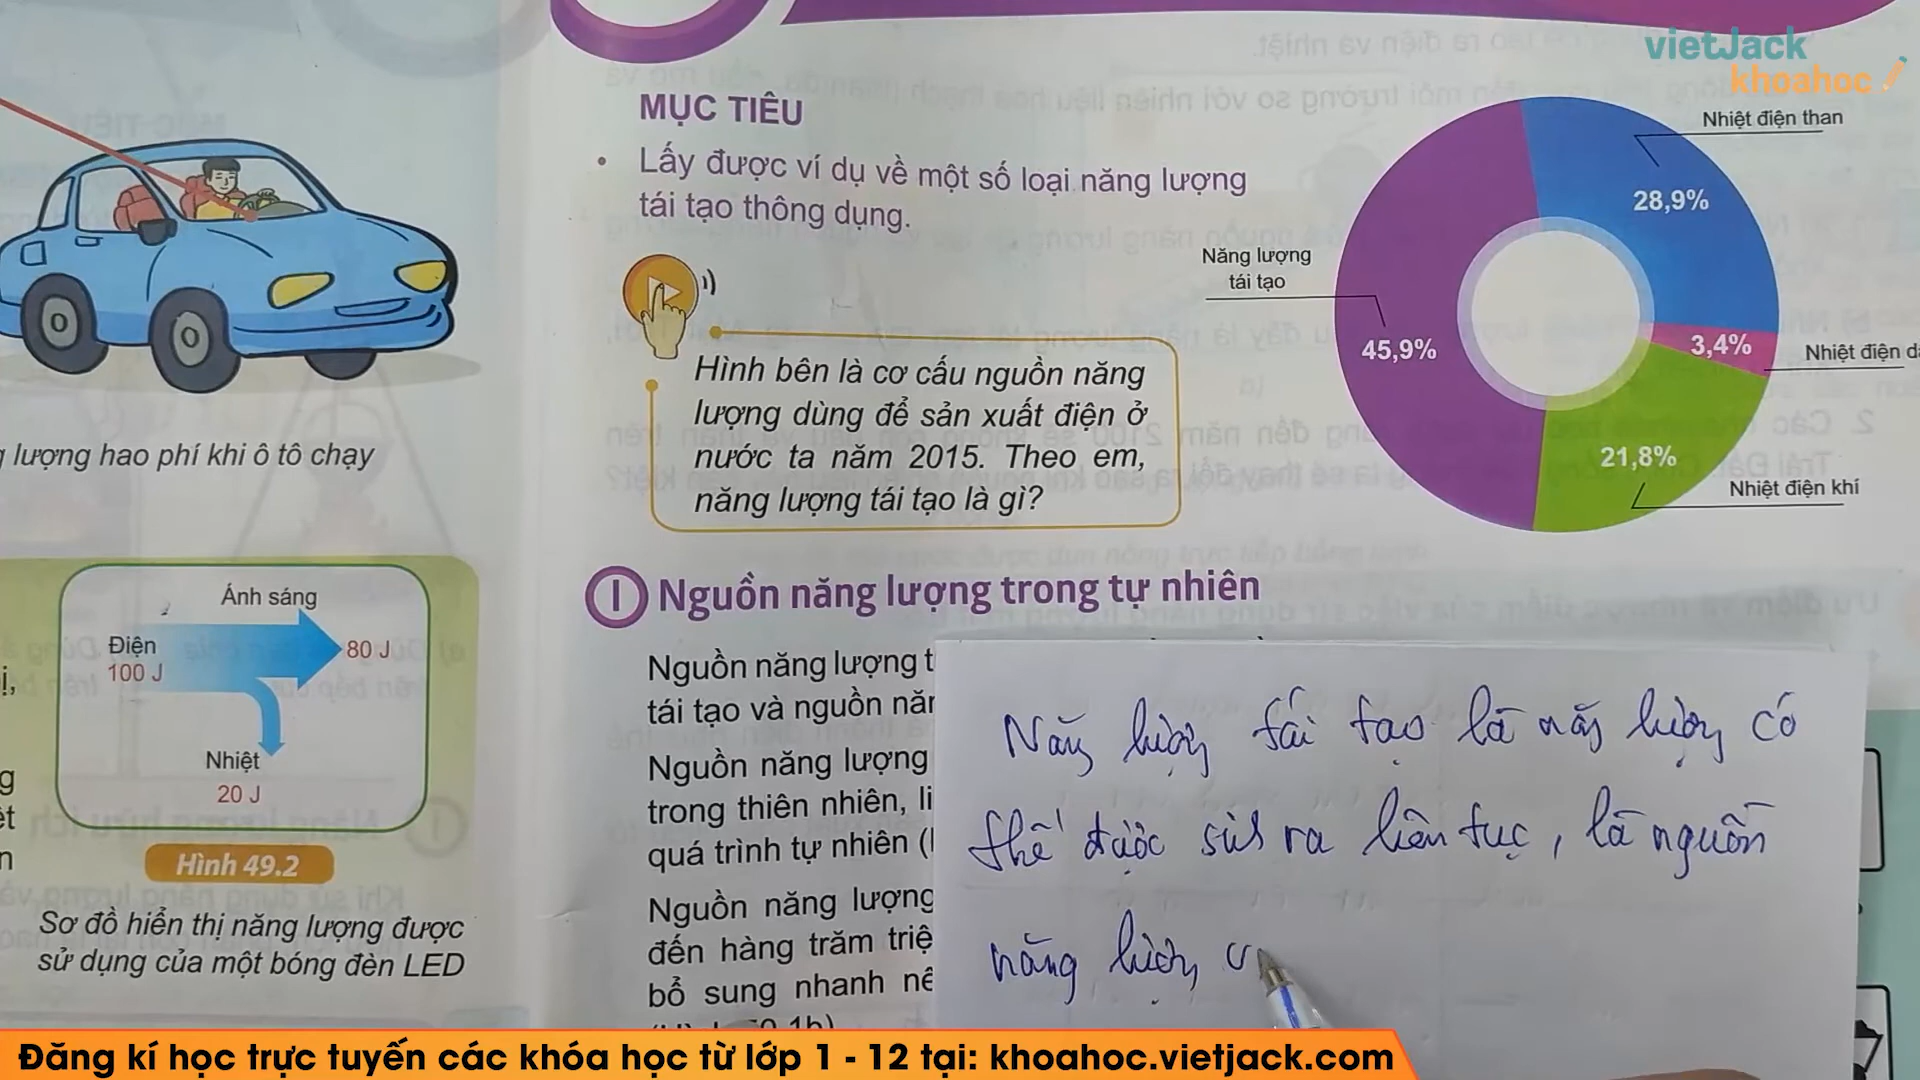 vietJack
khoahoc
MỤC TIÊU
• Lấy được ví dụ về một số loại năng lượng
tái tạo thông dụng.
Hình bên là cơ cấu nguồn năng
lượng dùng để sản xuất điện ở
nước ta năm 2015. Theo em,
năng lượng tái tạo là gì?
Nhiệt điện than
28,9%
Năng lượng
tái tạo
45,9%
3,4%
Nhiệt điện
21,8%
Nhiệt điện khí
lượng hao phí khi ô tô chạy
Ánh sáng
Điện
100 J
80 J
Nhiệt
20 J
Hình 49.2
Sơ đồ hiển thị năng lượng được
sử dụng của một bóng đèn LED
I Nguồn năng lượng trong tự nhiên
Nguồn năng lượng
tái tạo và nguồn
Nguồn năng lượng
trong thiên nhiên,
quá trình tự nhiên
Nguồn năng lượng
đến hàng trăm
bổ sung nhanh
Năng lượng tái tạo là năng lượng có
thể được sinh ra liên tục, là nguồn
năng lượng
Đăng kí học trực tuyến các khóa học từ lớp 1 - 12 tại: khoahoc.vietjack.com